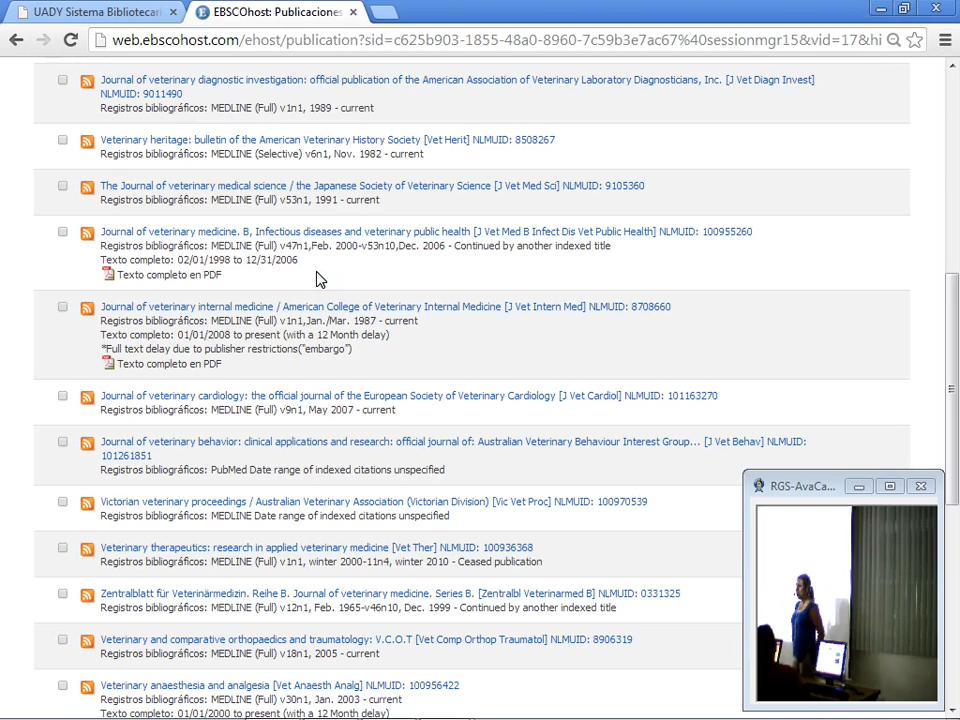 UADY Sistema Bibliotecari
EBSCOhost: Publicaciones
web.ebscohost.com/ehost/publication?sid=c625b903-1855-48a0-8960-7c59b3e7ac67%40sessionmgr15&vid=17&hi
Journal of veterinary diagnostic investigation: official publication of the American Association of Veterinary Laboratory Diagnosticians, Inc. [J Vet Diagn Invest]
NLMUID: 9011490
Registros bibliográficos: MEDLINE (Full) v1n1, 1989 - current
Veterinary heritage: bulletin of the American Veterinary History Society [Vet Herit] NLMUID: 8508267
Registros bibliográficos: MEDLINE (Selective) v6n1, Nov. 1982 - current
The Journal of veterinary medical science / the Japanese Society of Veterinary Science [J Vet Med Sci] NLMUID: 9105360
Registros bibliográficos: MEDLINE (Full) v53n1, 1991 - current
Journal of veterinary medicine. B, Infectious diseases and veterinary public health [J Vet Med B Infect Dis Vet Public Health] NLMUID: 100955260
Registros bibliográficos: MEDLINE (Full) v47n1,Feb. 2000-v53n10,Dec. 2006 - Continued by another indexed title
Texto completo: 02/01/1998 to 12/31/2006
Texto completo en PDF
Journal of veterinary internal medicine / American College of Veterinary Internal Medicine [J Vet Intern Med] NLMUID: 8708660
Registros bibliográficos: MEDLINE (Full) v1n1,Jan./Mar. 1987 - current
Texto completo: 01/01/2008 to present (with a 12 Month delay)
*Full text delay due to publisher restrictions("embargo")
Texto completo en PDF
Journal of veterinary cardiology: the official journal of the European Society of Veterinary Cardiology [J Vet Cardiol] NLMUID: 101163270
Registros bibliográficos: MEDLINE (Full) v9n1, May 2007 - current
Journal of veterinary behavior: clinical applications and research: official journal of: Australian Veterinary Behaviour Interest Group... [J Vet Behav] NLMUID:
101261851
Registros bibliográficos: PubMed Date range of indexed citations unspecified
RGS-AvaCa...
Victorian veterinary proceedings / Australian Veterinary Association (Victorian Division) [Vic Vet Proc] NLMUID: 100970539
Registros bibliográficos: MEDLINE Date range of indexed citations unspecified
Veterinary therapeutics: research in applied veterinary medicine [Vet Ther] NLMUID: 100936368
Registros bibliográficos: MEDLINE (Full) v1n1, winter 2000-11n4, winter 2010 - Ceased publication
Zentralblatt für Veterinärmedizin. Reihe B. Journal of veterinary medicine. Series B. [Zentralbl Veterinarmed B] NLMUID: 0331325
Registros bibliográficos: MEDLINE (Full) v12n1, Feb. 1965-v46n10, Dec. 1999 - Continued by another indexed title
Veterinary and comparative orthopaedics and traumatology: V.C.O.T [Vet Comp Orthop Traumatol] NLMUID: 8906319
Registros bibliográficos: MEDLINE (Full) v18n1, 2005 - current
Veterinary anaesthesia and analgesia [Vet Anaesth Analg] NLMUID: 100956422
Registros bibliográficos: MEDLINE (Full) v30n1, Jan. 2003 - current
Texto completo: 01/01/2000 to present (with a 12 Month delay)